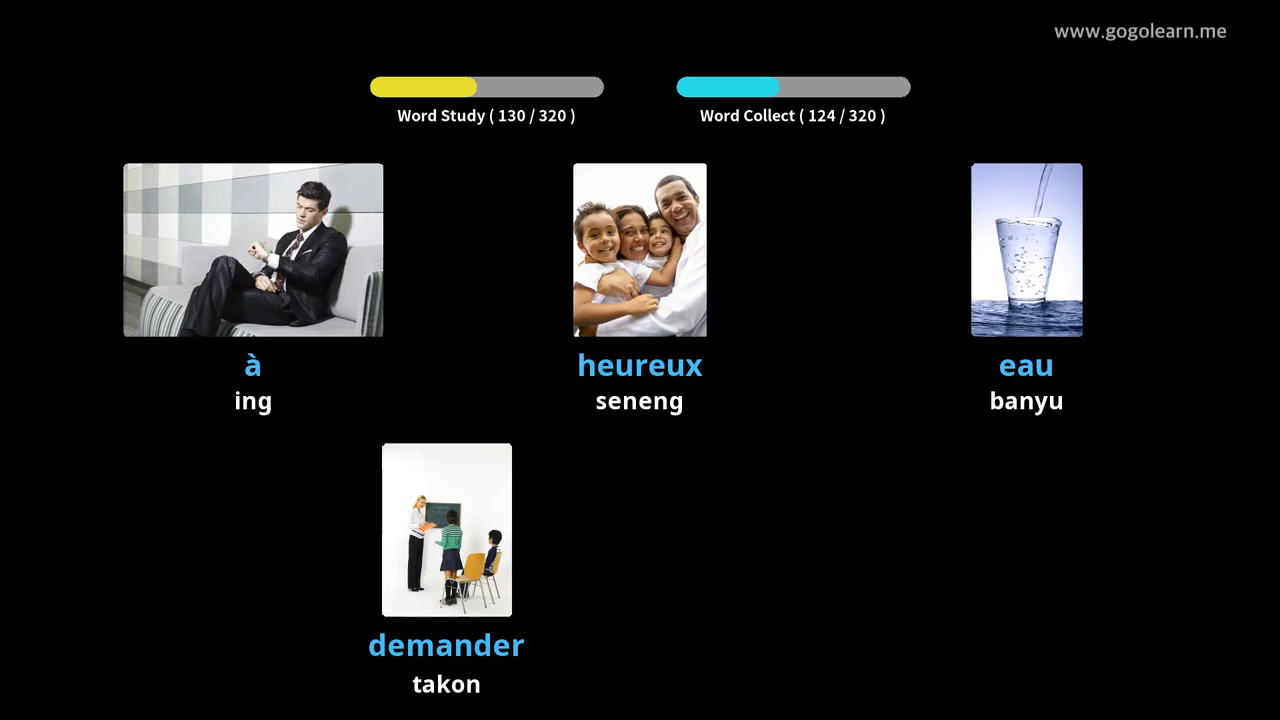 www.gogolearn.me
Word Study ( 130 / 320 )
Word Collect ( 124 / 320 )
à
ing
heureux
seneng
eau
banyu
demander
takon